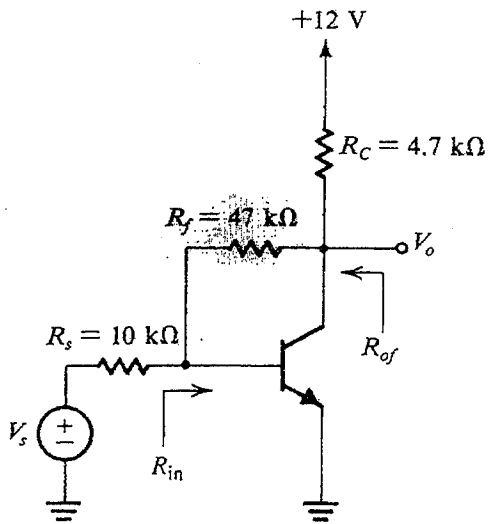 +12 V
R_C = 4.7 kΩ
R_f = 47 kΩ
V_o
R_s = 10 kΩ
R_of
V_s
+
−
R_in